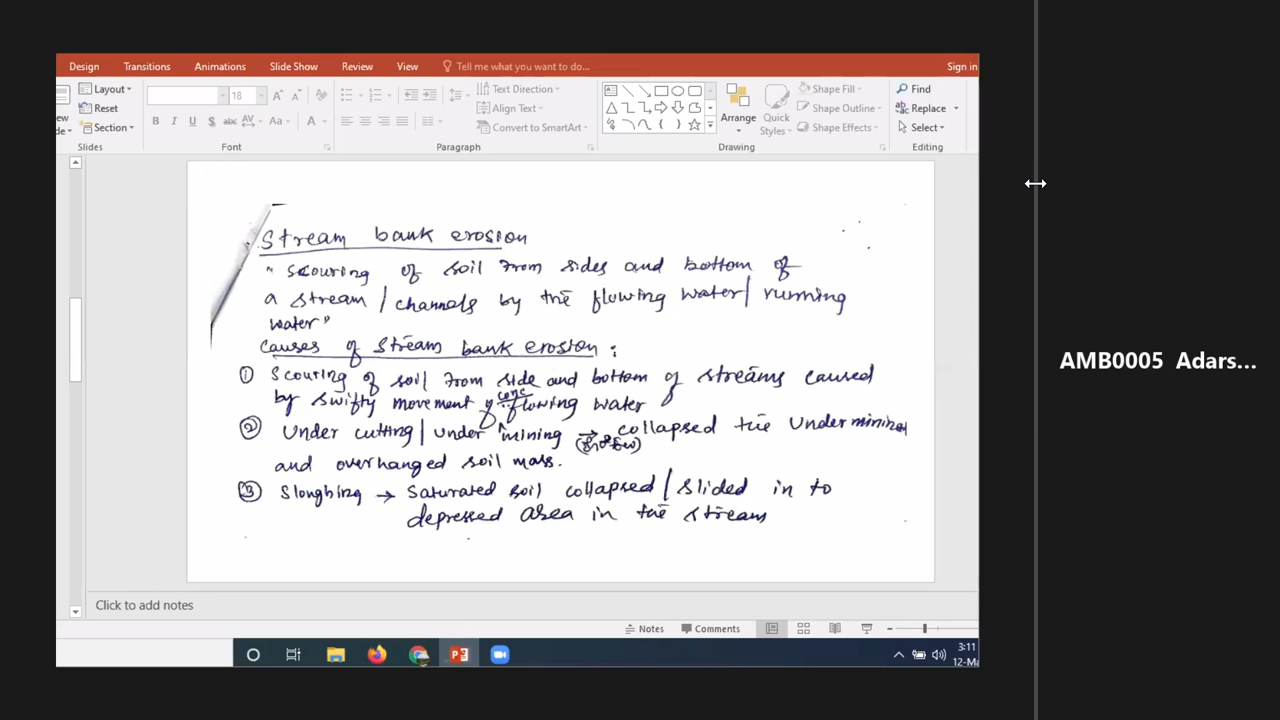 Design Transitions Animations Slide Show Review View Tell me what you want to do... Sign in
Layout Reset Section Slides
18 Font
Text Direction Align Text Convert to SmartArt Paragraph
Arrange Quick Styles Shape Fill Shape Outline Shape Effects Drawing
Find Replace Select Editing
Stream bank erosion
" Scouring of soil from sides and bottom of
a stream / channels by the flowing water/ running
water"
Causes of stream bank erosion :
① Scouring of soil from side and bottom of streams caused
by swifty movement of conc flowing water
② Under cutting / under mining → collapsed the undermined
and overhanged soil mass.
③ Sloughing → Saturated soil collapsed / slided in to
depressed area in the stream
AMB0005 Adars...
Click to add notes
Notes Comments
3:11
12-Ma